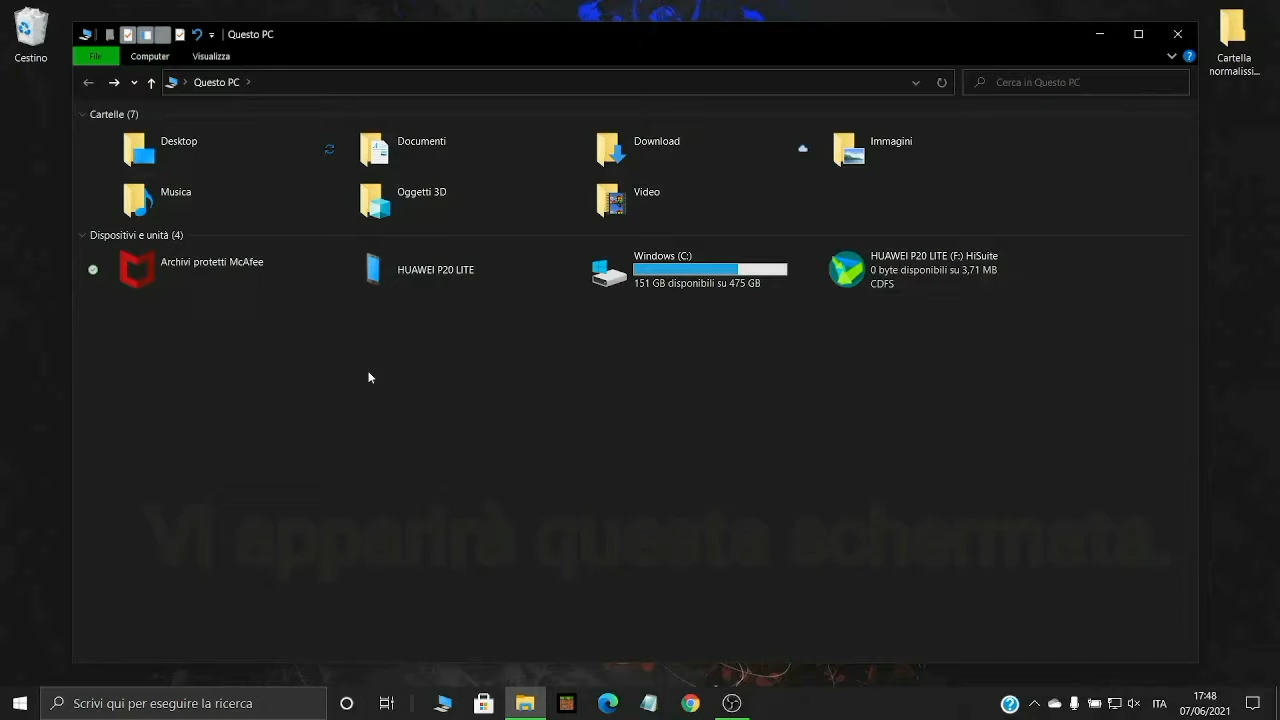 Cestino
Questo PC
File Computer Visualizza
Questo PC
Cerca in Questo PC
Cartella
normalissi...
Cartelle (7)
Desktop
Documenti
Download
Immagini
Musica
Oggetti 3D
Video
Dispositivi e unità (4)
Archivi protetti McAfee
HUAWEI P20 LITE
Windows (C:)
151 GB disponibili su 475 GB
HUAWEI P20 LITE (F:) HiSuite
0 byte disponibili su 3,71 MB
CDFS
Vi apparirà questa schermata.
Scrivi qui per eseguire la ricerca
ITA
17:48
07/06/2021